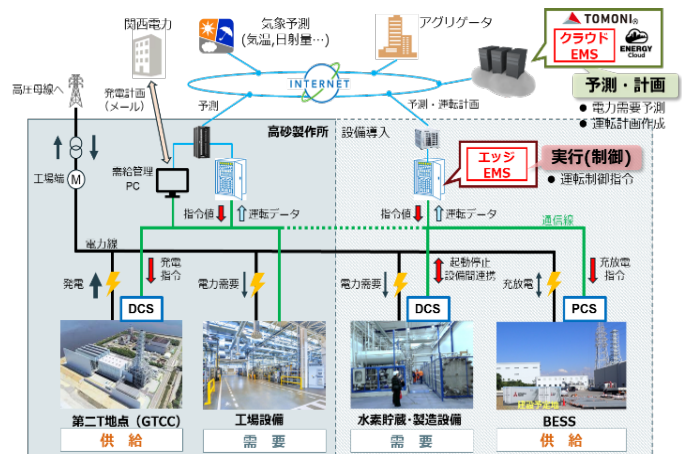 関西電力
気象予測
(気温,日射量…)
アグリゲータ
TOMONI®
クラウド
EMS
ENERGY
Cloud
予測・計画
● 電力需要予測
● 運転計画作成
高圧母線へ
発電計画
(メール)
INTERNET
予測
予測・運転計画
高砂製作所
設備導入
工場端
M
需給管理
PC
エッジ
EMS
実行(制御)
● 運転制御指令
指令値
運転データ
指令値
運転データ
通信線
電力線
発電
発電
指令
電力需要
電力需要
起動停止
設備間連携
充放電
充放電
指令
DCS
DCS
PCS
第二T地点（GTCC）
工場設備
水素貯蔵・製造設備
BESS
供 給
需 要
需 要
供 給